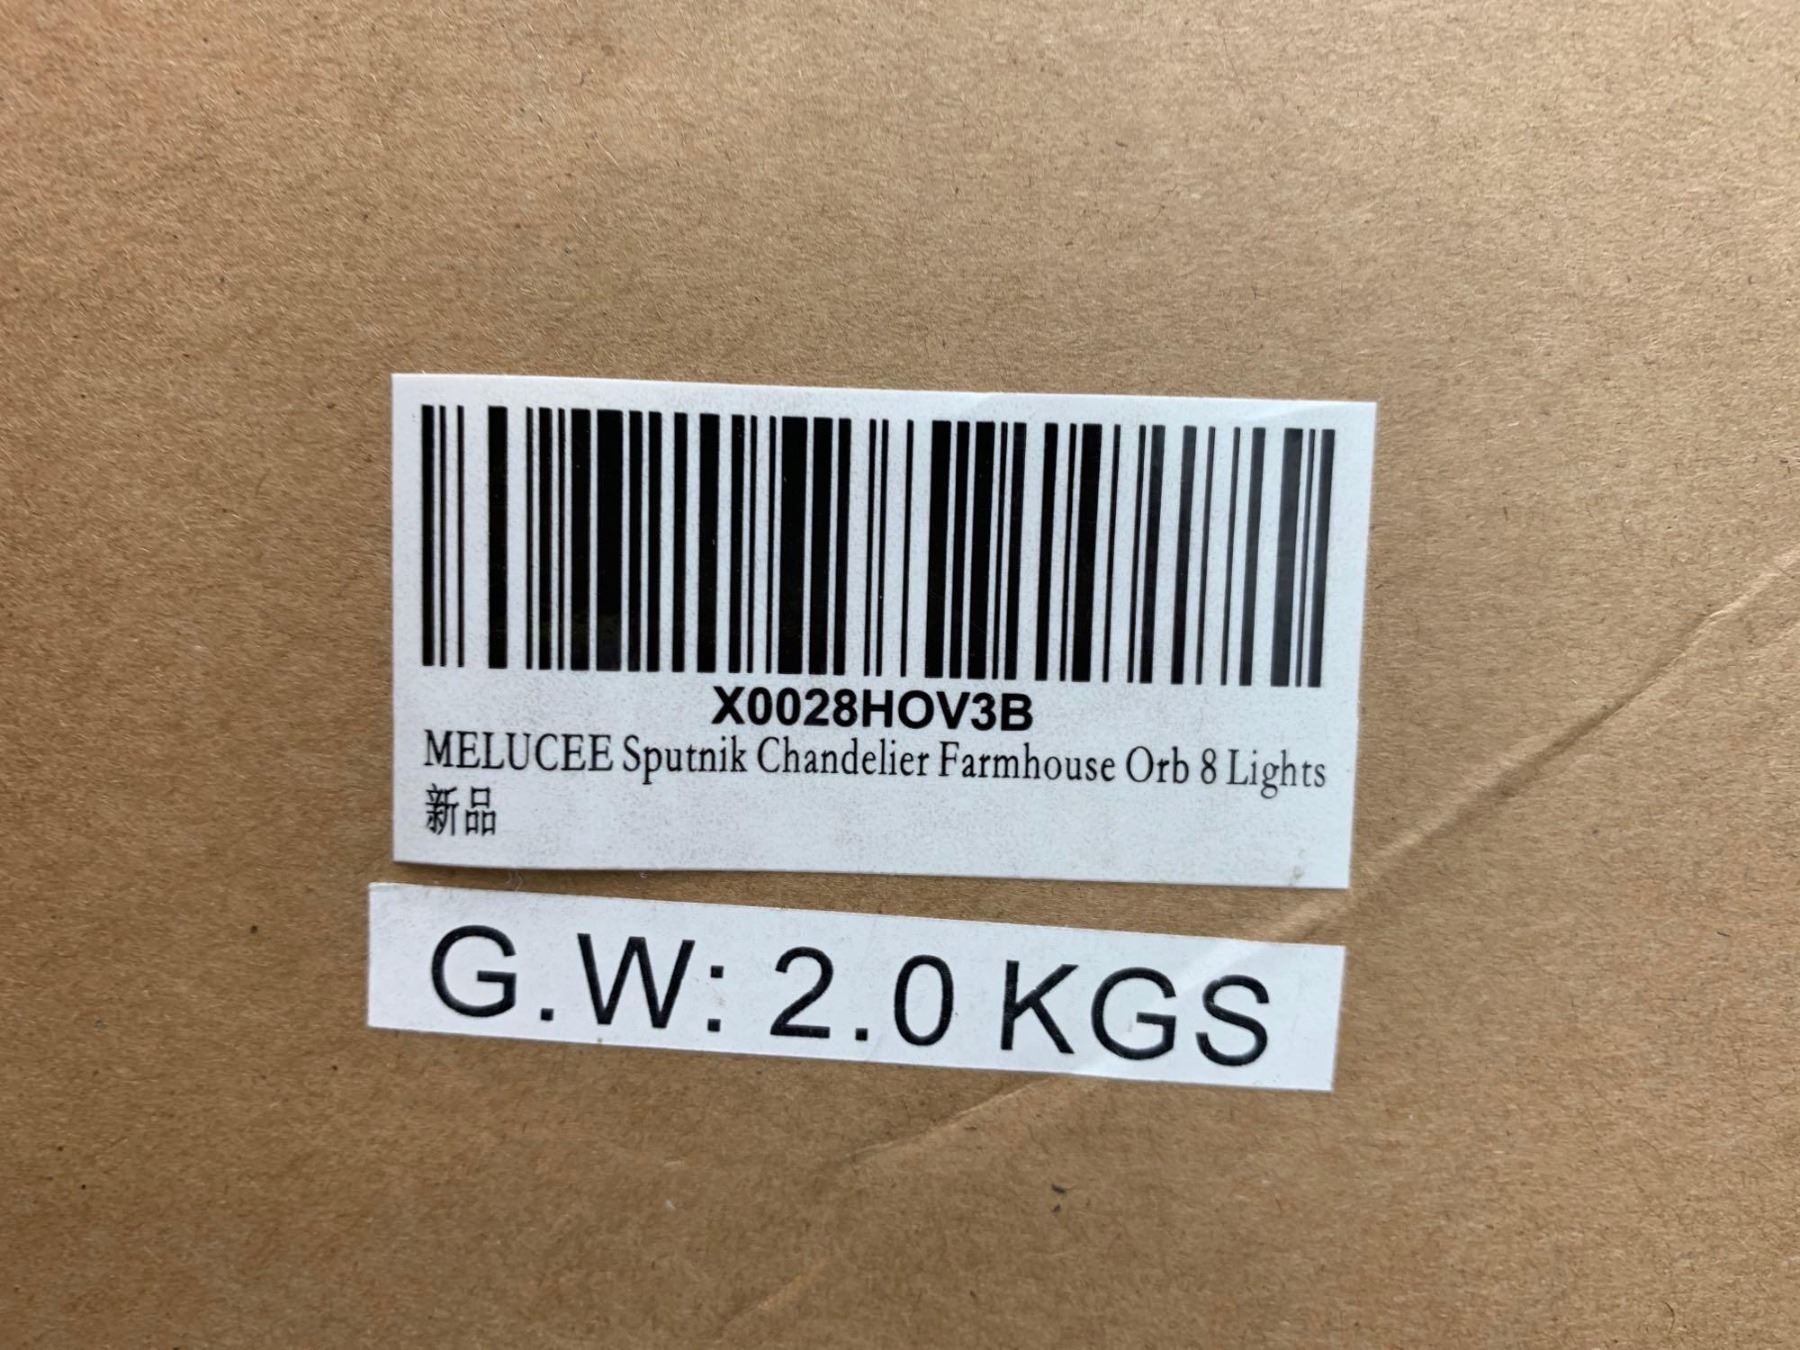 X0028HOV3B
MELUCEE Sputnik Chandelier Farmhouse Orb 8 Lights
新品
G.W: 2.0 KGS